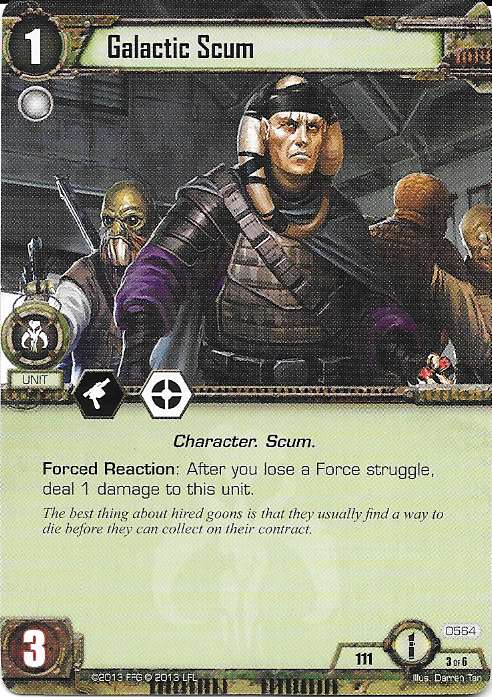 1
Galactic Scum
UNIT
Character. Scum.
Forced Reaction: After you lose a Force struggle,
deal 1 damage to this unit.
The best thing about hired goons is that they usually find a way to
die before they can collect on their contract.
3
0564
111
3 OF 6
©2013 FFG © 2013 LFL
Illus. Darren Tan